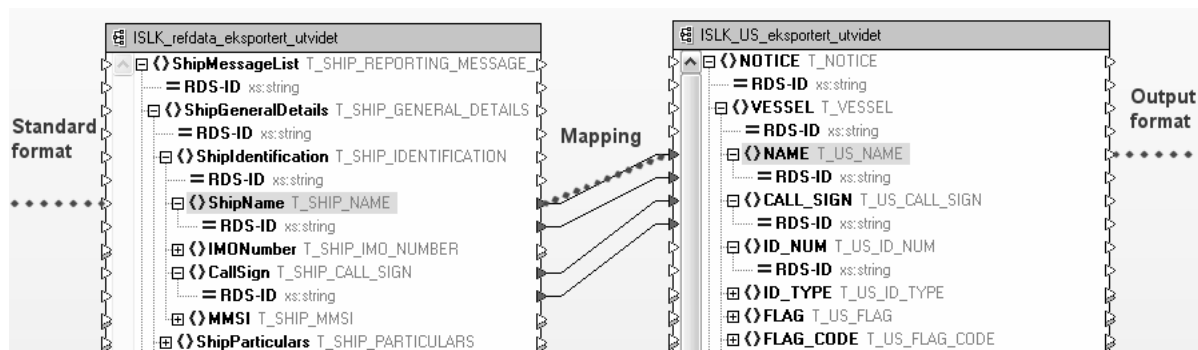 ISLK_refdata_eksportert_utvidet
ShipMessageList T_SHIP_REPORTING_MESSAGE_
= RDS-ID xs:string
ShipGeneralDetails T_SHIP_GENERAL_DETAILS
= RDS-ID xs:string
ShipIdentification T_SHIP_IDENTIFICATION
= RDS-ID xs:string
ShipName T_SHIP_NAME
= RDS-ID xs:string
IMONumber T_SHIP_IMO_NUMBER
CallSign T_SHIP_CALL_SIGN
= RDS-ID xs:string
MMSI T_SHIP_MMSI
ShipParticulars T_SHIP_PARTICULARS
Standard
format
Mapping
ISLK_US_eksportert_utvidet
NOTICE T_NOTICE
= RDS-ID xs:string
VESSEL T_VESSEL
= RDS-ID xs:string
NAME T_US_NAME
= RDS-ID xs:string
CALL_SIGN T_US_CALL_SIGN
= RDS-ID xs:string
ID_NUM T_US_ID_NUM
= RDS-ID xs:string
ID_TYPE T_US_ID_TYPE
FLAG T_US_FLAG
FLAG_CODE T_US_FLAG_CODE
Output
format